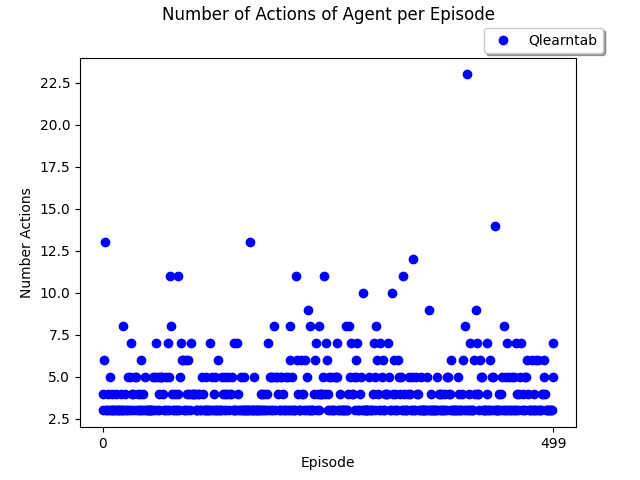 Number of Actions of Agent per Episode
Qlearntab
22.5
20.0
17.5
15.0
12.5
10.0
7.5
5.0
2.5
Number Actions
0
499
Episode